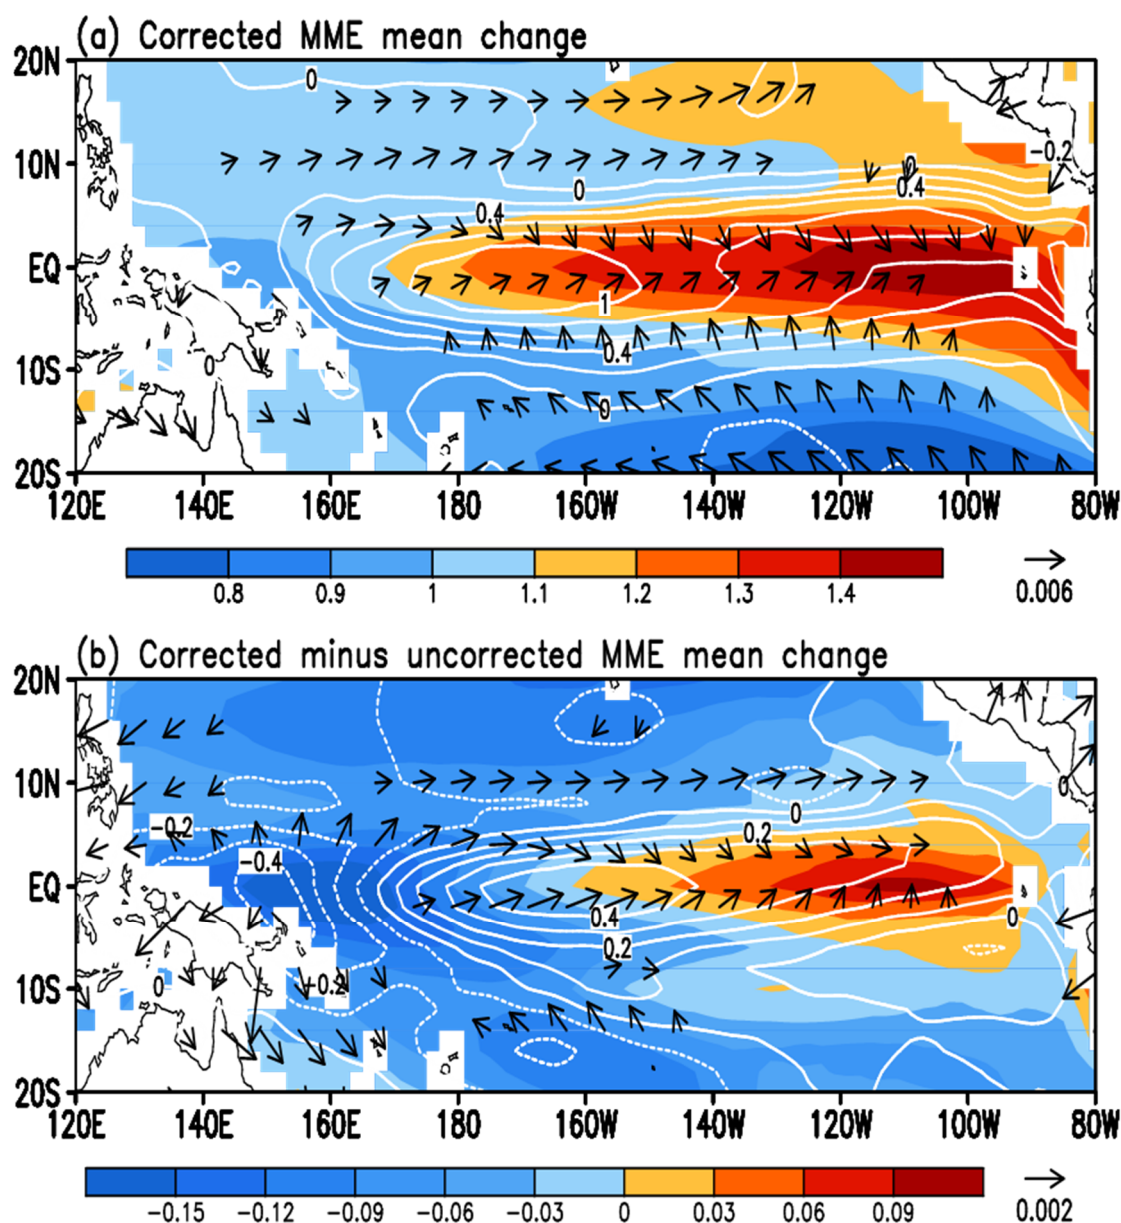 (a) Corrected MME mean change
20N
10N
EQ
10S
20S
0
0
0.4
0
0.4
-0.2
1
0.4
0
0
120E 140E 160E 180 160W 140W 120W 100W 80W
0.8 0.9 1 1.1 1.2 1.3 1.4
0.006
(b) Corrected minus uncorrected MME mean change
20N
10N
EQ
10S
20S
-0.2
-0.4
0
0.2
0
0.4
0.2
0
0
-0.2
120E 140E 160E 180 160W 140W 120W 100W 80W
-0.15 -0.12 -0.09 -0.06 -0.03 0 0.03 0.06 0.09
0.002